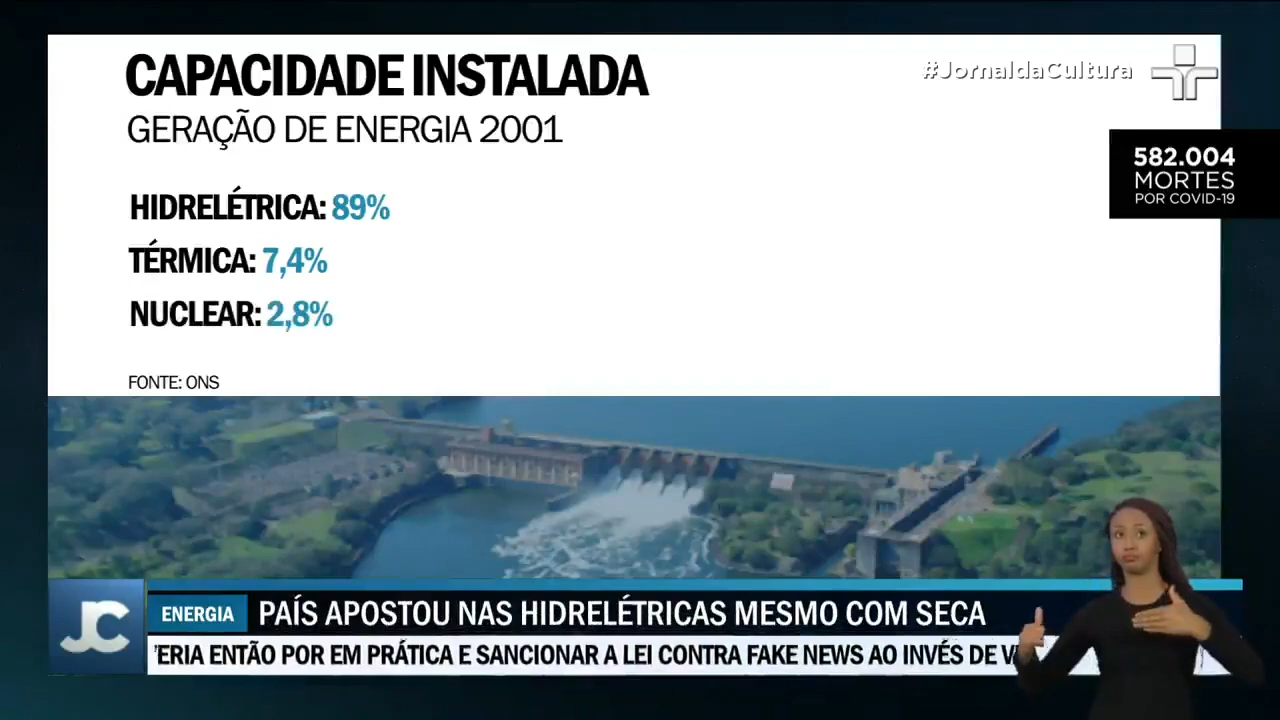 CAPACIDADE INSTALADA
GERAÇÃO DE ENERGIA 2001
#JornaldaCultura
582.004
MORTES
POR COVID-19
HIDRELÉTRICA: 89%
TÉRMICA: 7,4%
NUCLEAR: 2,8%
FONTE: ONS
JC
ENERGIA
PAÍS APOSTOU NAS HIDRELÉTRICAS MESMO COM SECA
ENTÃO POR EM PRÁTICA E SANCIONAR A LEI CONTRA FAKE NEWS AO INVÉS DE